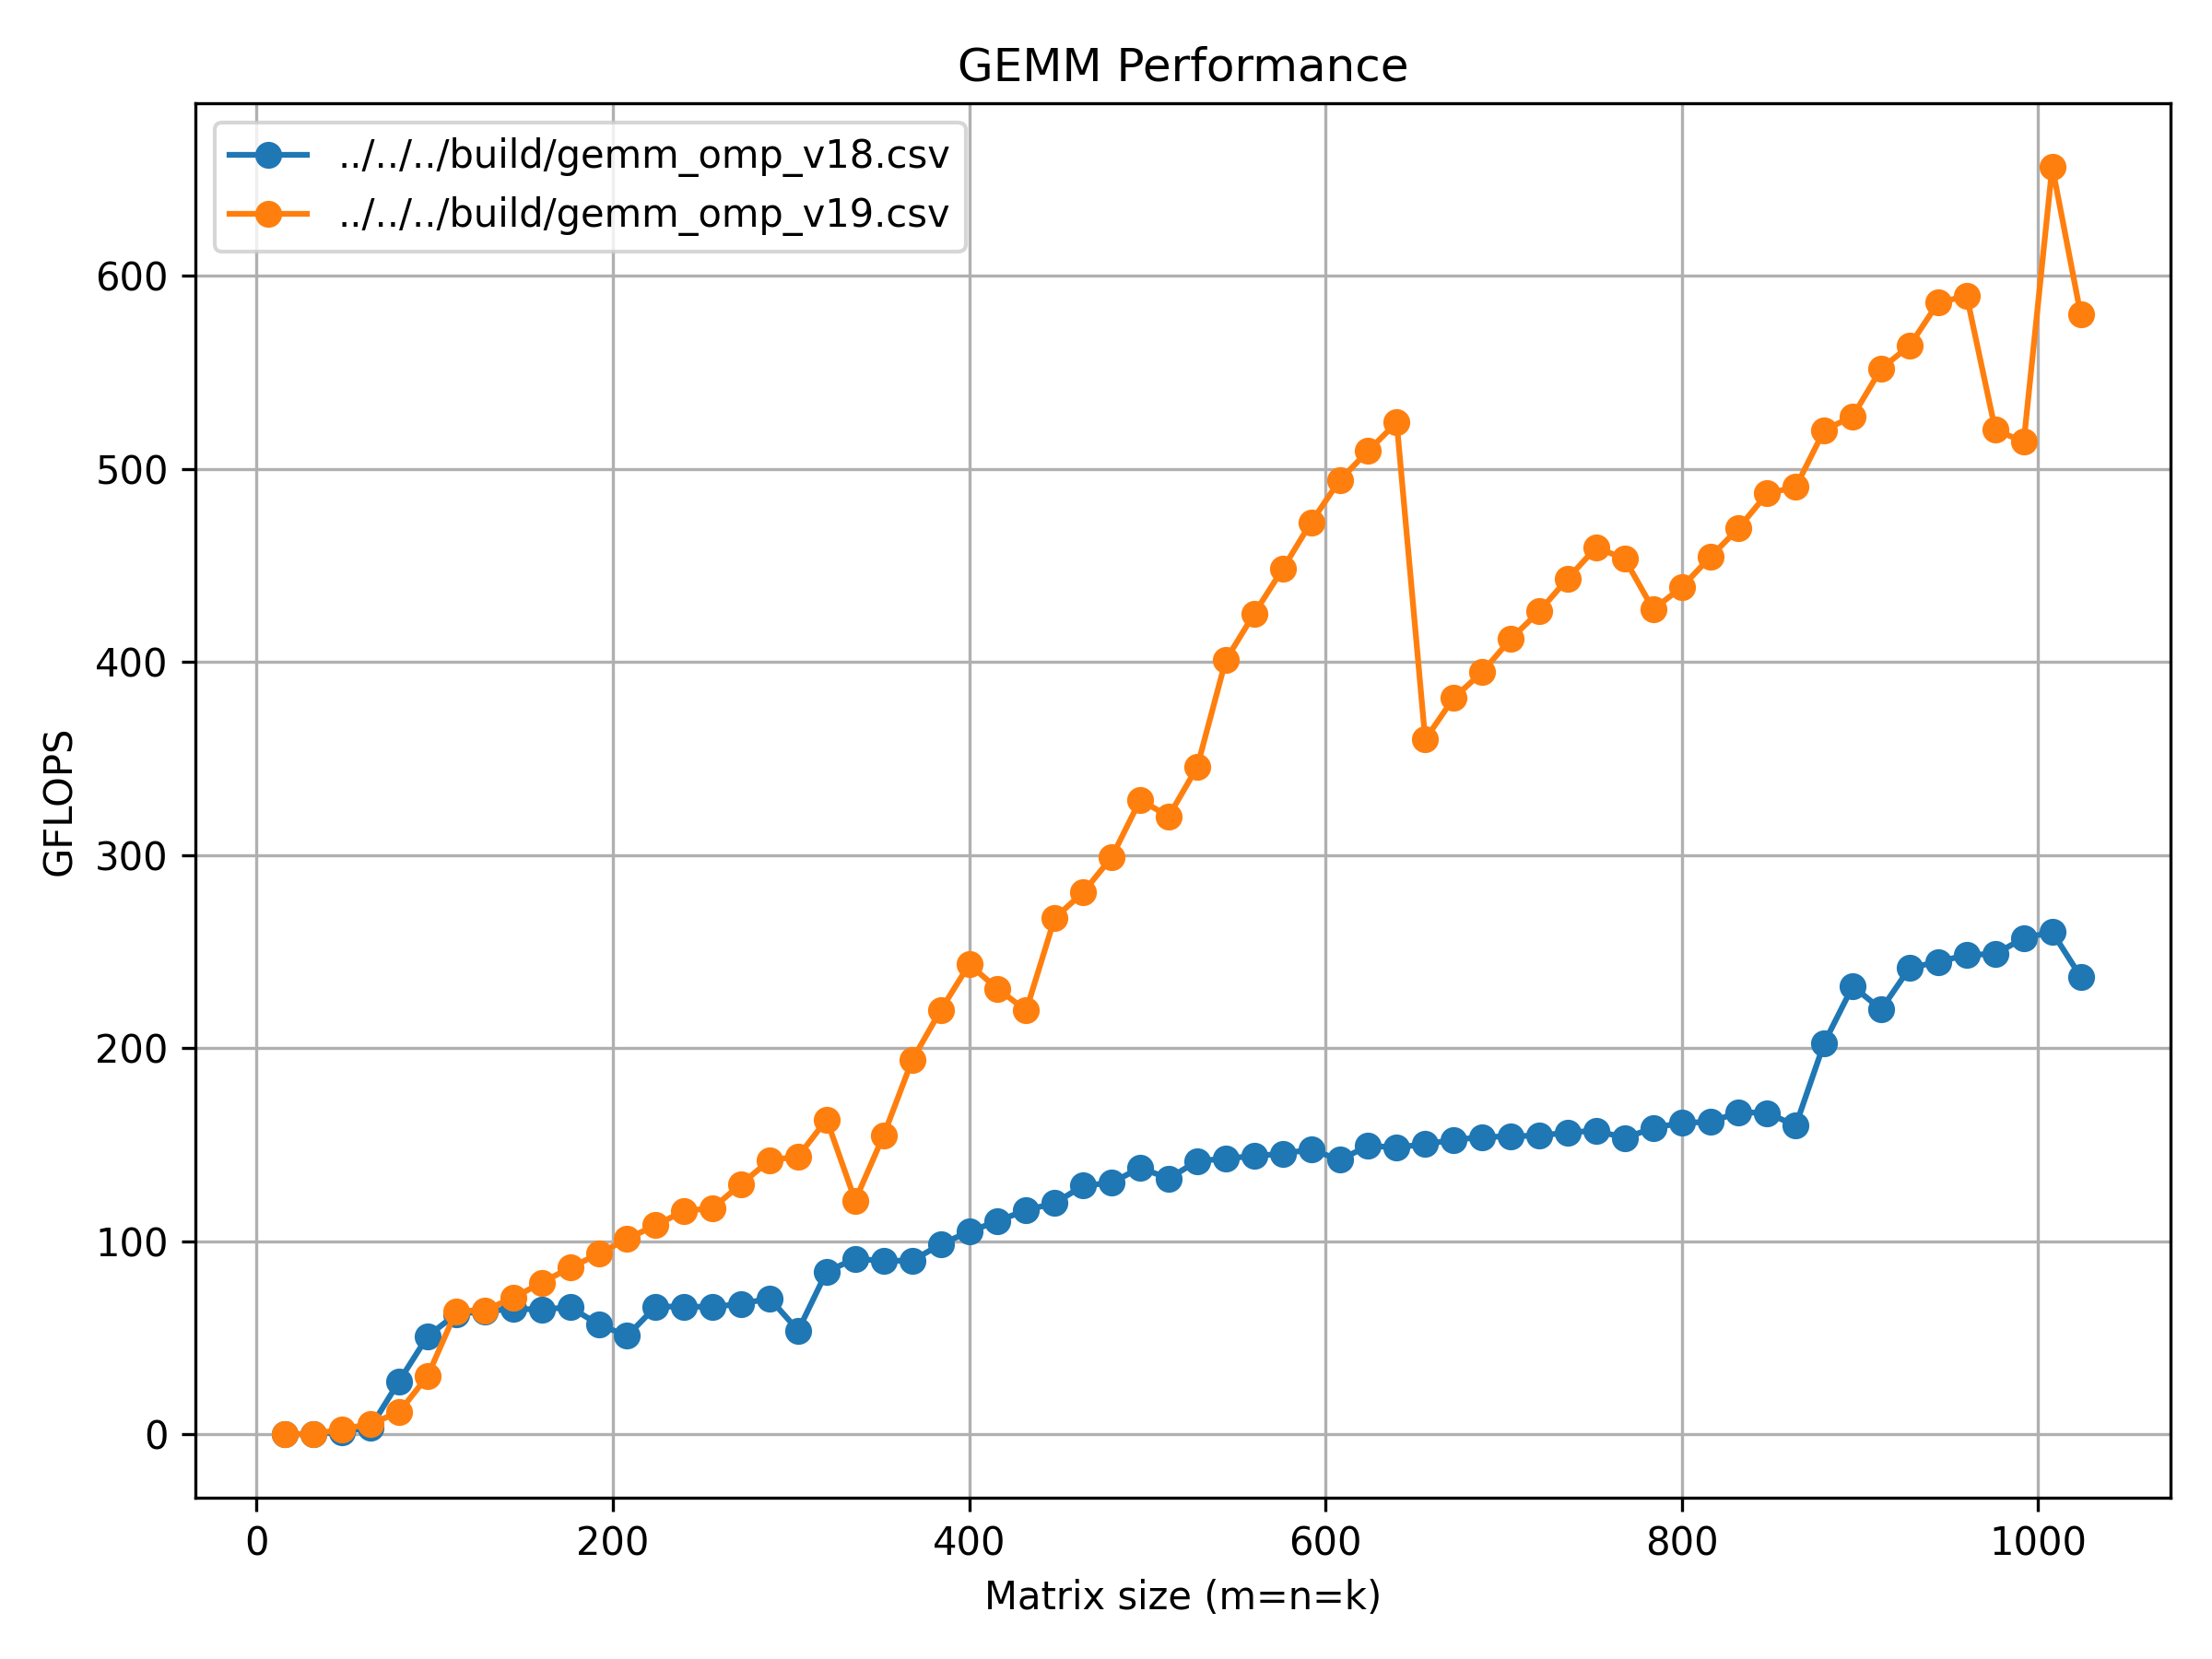 GEMM Performance
../../../build/gemm_omp_v18.csv
../../../build/gemm_omp_v19.csv
600
500
400
300
200
100
0
GFLOPS
0 200 400 600 800 1000
Matrix size (m=n=k)